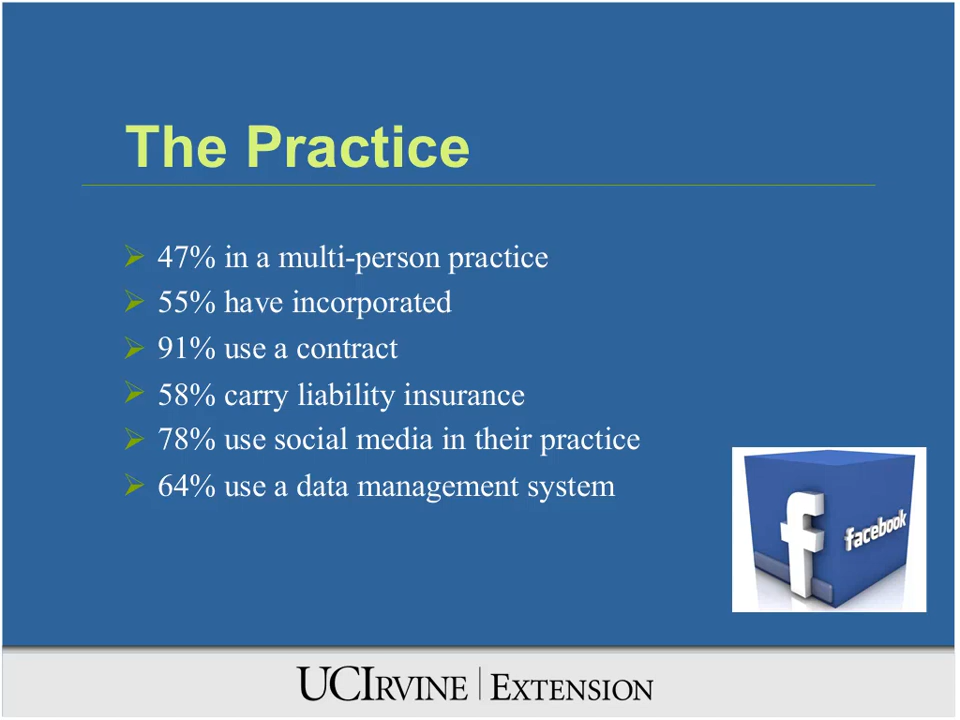 The Practice
47% in a multi-person practice
55% have incorporated
91% use a contract
58% carry liability insurance
78% use social media in their practice
64% use a data management system
f facebook
UCIRVINE | EXTENSION